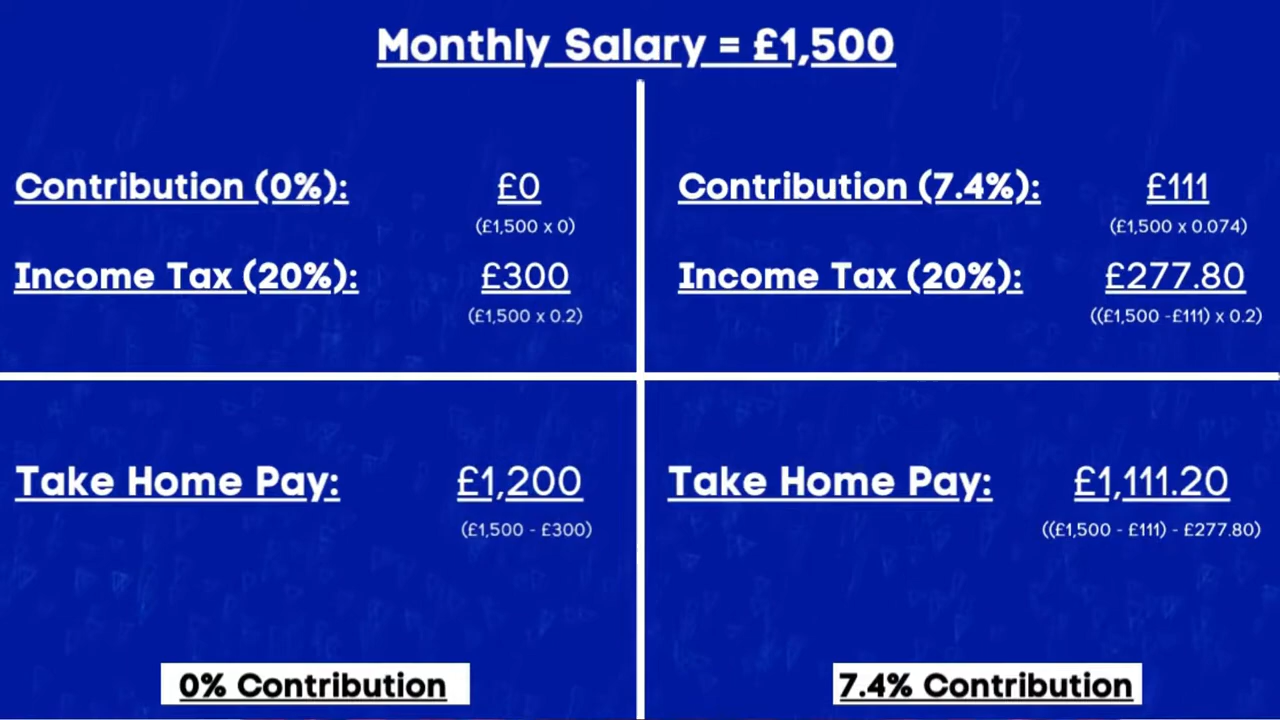 Monthly Salary = £1,500
Contribution (0%): £0
(£1,500 x 0)
Income Tax (20%): £300
(£1,500 x 0.2)
Contribution (7.4%): £111
(£1,500 x 0.074)
Income Tax (20%): £277.80
((£1,500 -£111) x 0.2)
Take Home Pay: £1,200
(£1,500 - £300)
0% Contribution
Take Home Pay: £1,111.20
((£1,500 - £111) - £277.80)
7.4% Contribution